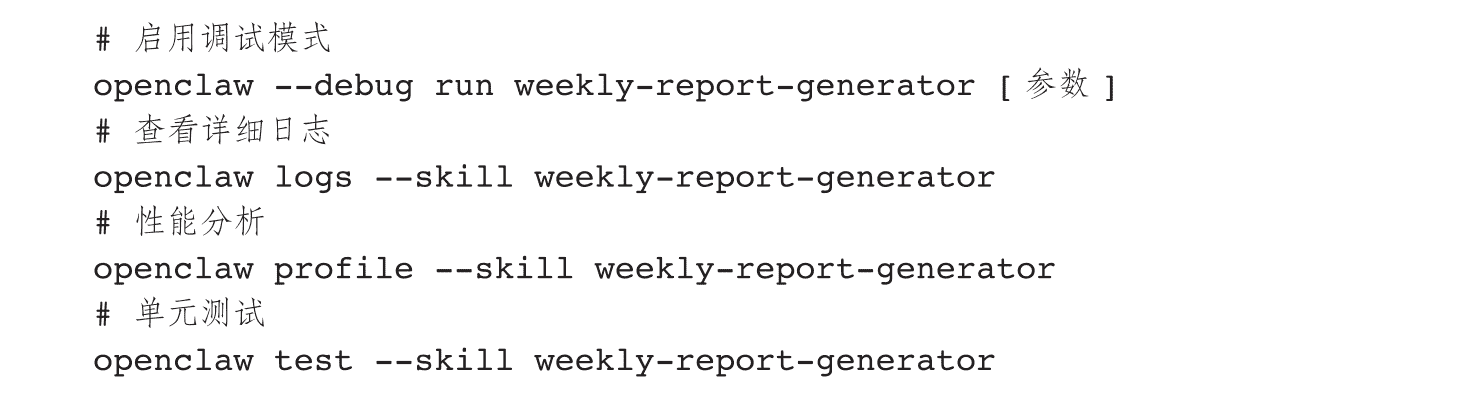 # 启用调试模式
openclaw --debug run weekly-report-generator [ 参数 ]
# 查看详细日志
openclaw logs --skill weekly-report-generator
# 性能分析
openclaw profile --skill weekly-report-generator
# 单元测试
openclaw test --skill weekly-report-generator